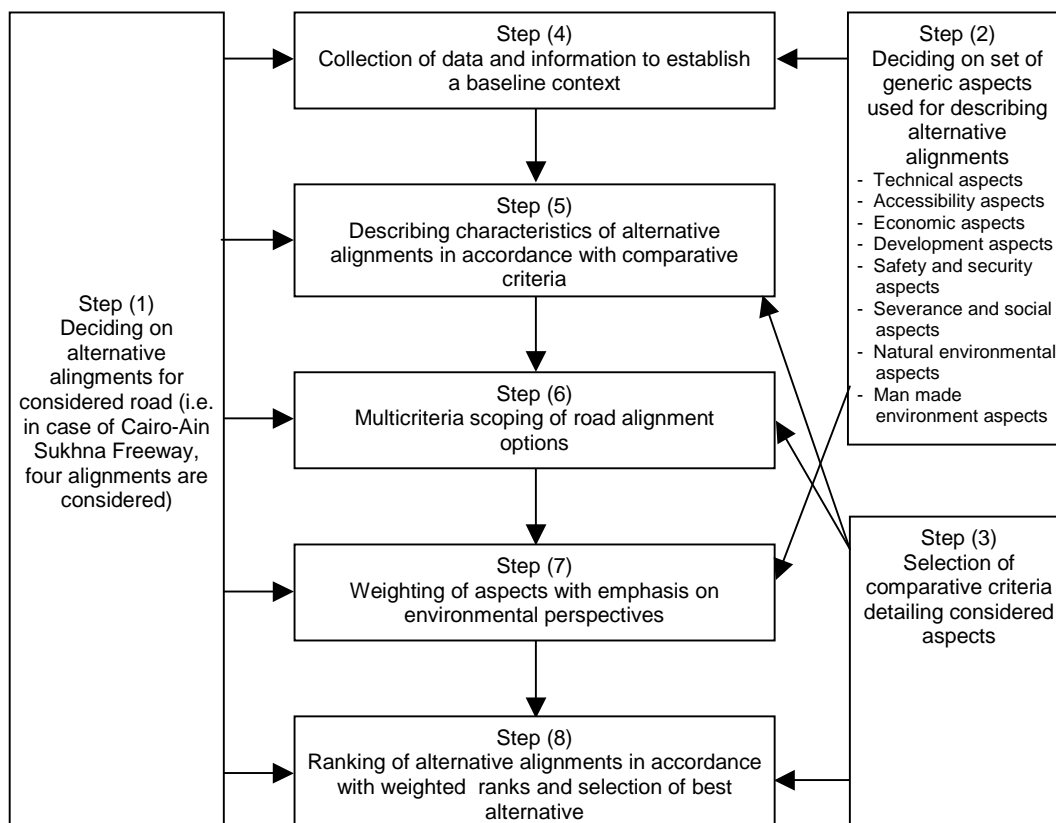 Step (1)
Deciding on
alternative
alingments for
considered road (i.e.
in case of Cairo-Ain
Sukhna Freeway,
four alignments are
considered)
Step (4)
Collection of data and information to establish
a baseline context
Step (5)
Describing characteristics of alternative
alignments in accordance with comparative
criteria
Step (6)
Multicriteria scoping of road alignment
options
Step (7)
Weighting of aspects with emphasis on
environmental perspectives
Step (8)
Ranking of alternative alignments in accordance
with weighted ranks and selection of best
alternative
Step (2)
Deciding on set of
generic aspects
used for describing
alternative
alignments
- Technical aspects
- Accessibility aspects
- Economic aspects
- Development aspects
- Safety and security
aspects
- Severance and social
aspects
- Natural environmental
aspects
- Man made
environment aspects
Step (3)
Selection of
comparative criteria
detailing considered
aspects